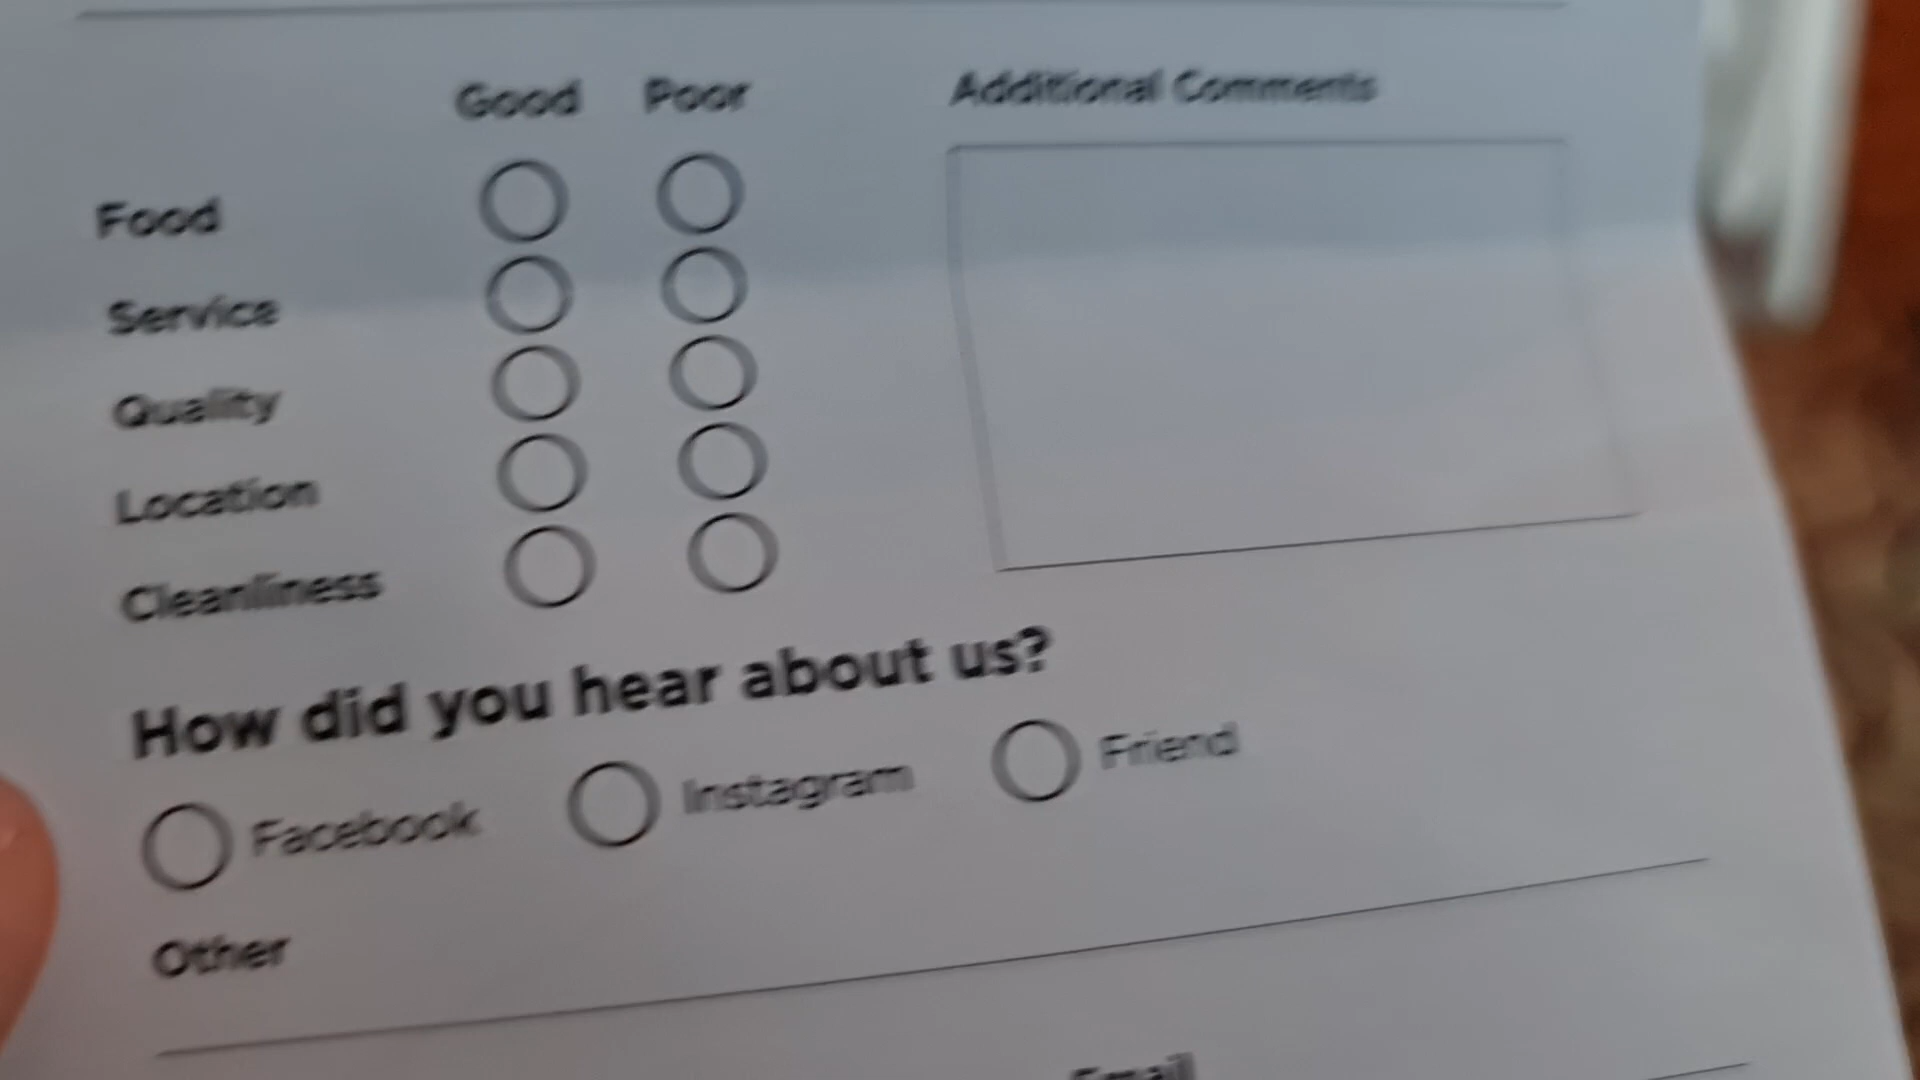 Good Poor Additional Comments
Food
Service
Quality
Location
Cleanliness
How did you hear about us?
Facebook Instagram Friend
Other
Email